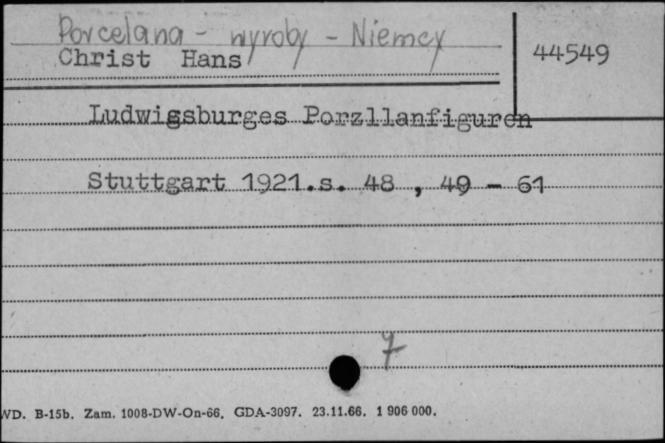 Porcelana - wyroby - Niemcy
Christ Hans
44549
Ludwigsburges Porzllanfiguren
Stuttgart 1921.s. 48 , 49 - 61
7
WD. B-15b. Zam. 1008-DW-On-66. GDA-3097. 23.11.66. 1 906 000.